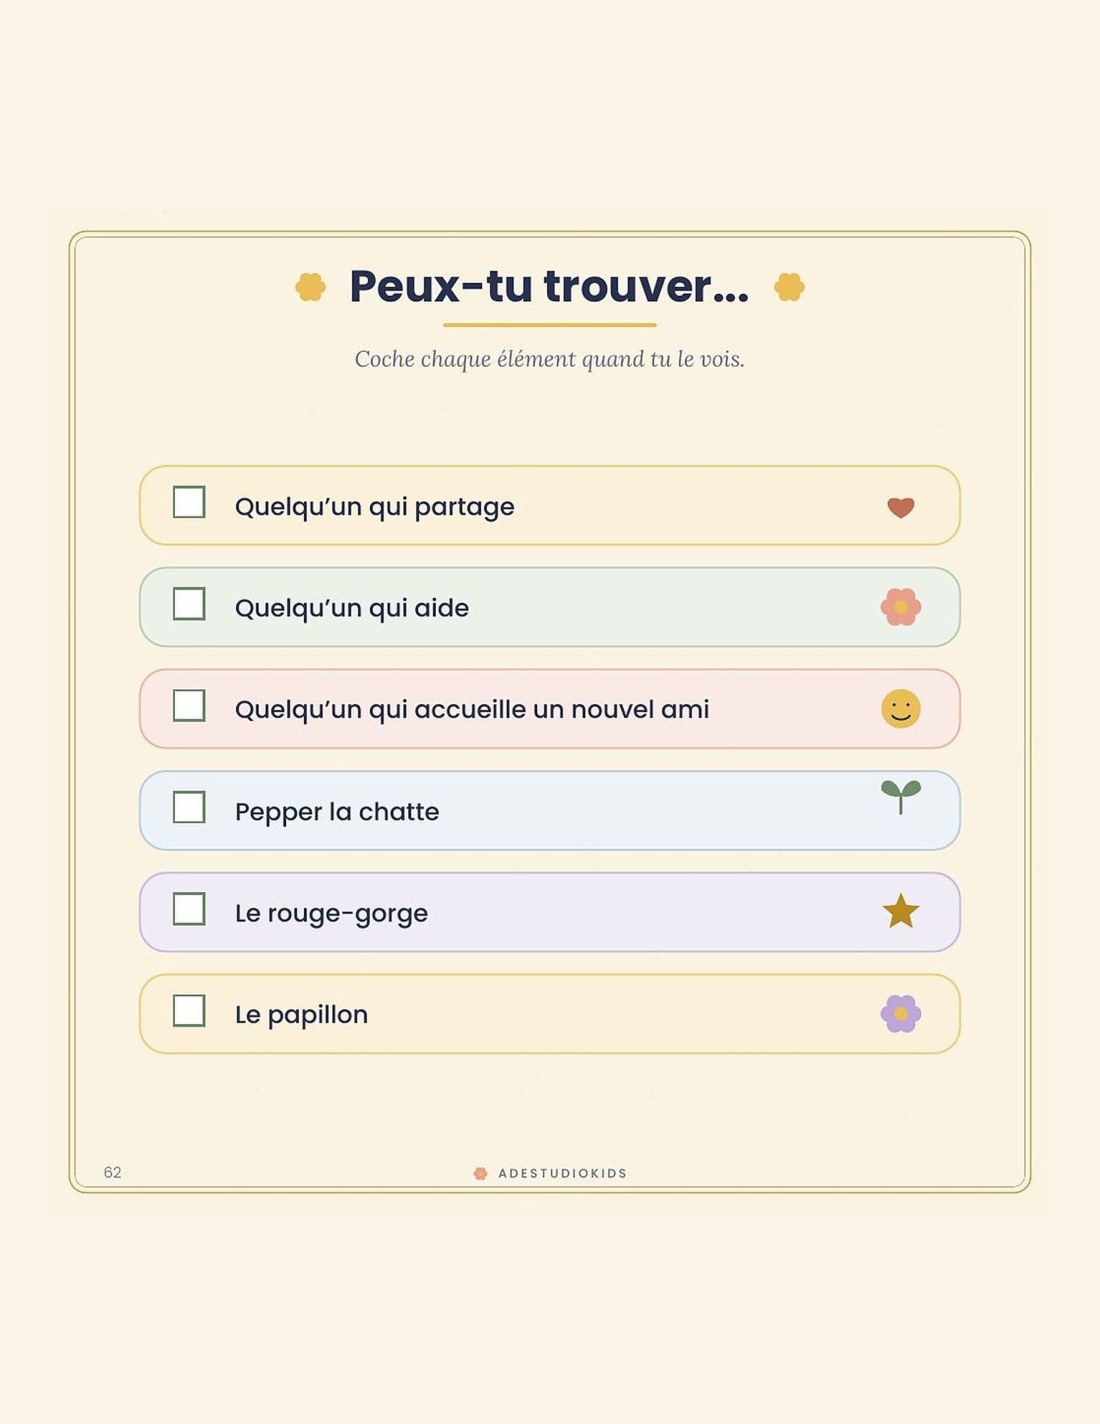 Peux-tu trouver...
Coche chaque élément quand tu le vois.
Quelqu’un qui partage
Quelqu’un qui aide
Quelqu’un qui accueille un nouvel ami
Pepper la chatte
Le rouge-gorge
Le papillon
62
ADESTUDIOKIDS